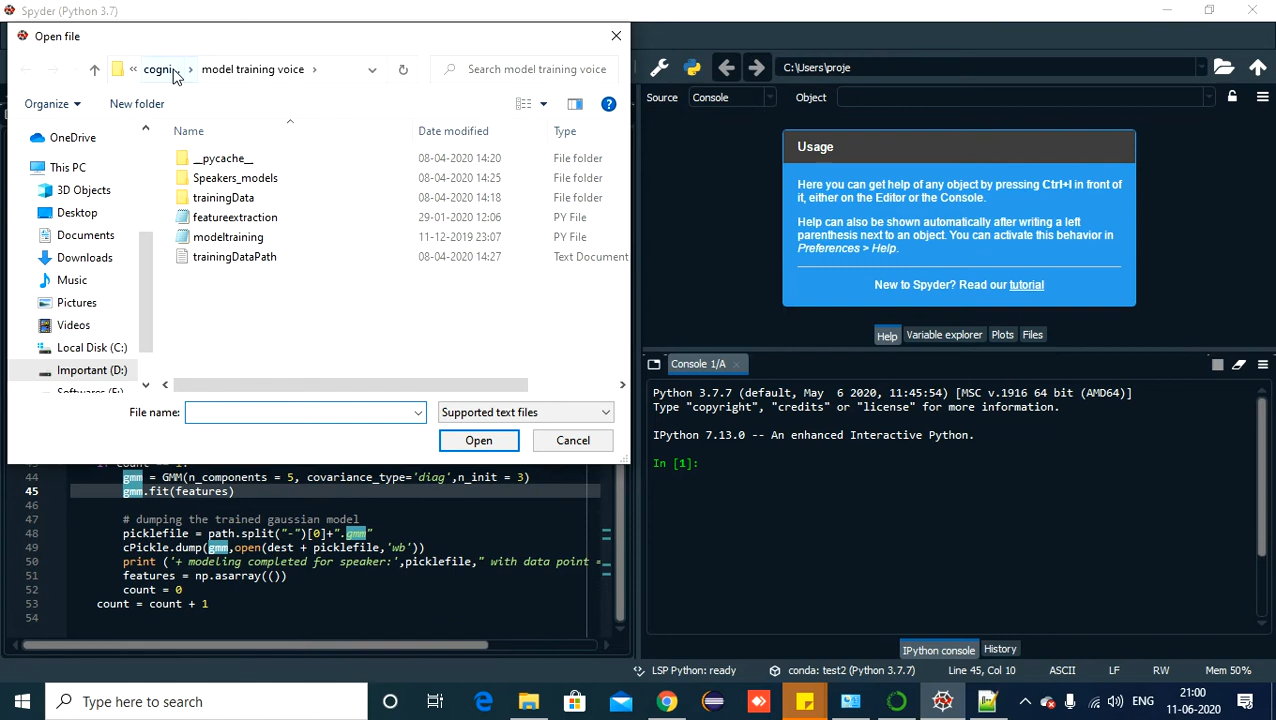 Spyder (Python 3.7)
Open file
cogni
model training voice
Search model training voice
C:\Users\proje
Organize
New folder
Source
Console
Object
Name
Date modified
Type
OneDrive
This PC
3D Objects
Desktop
Documents
Downloads
Music
Pictures
Videos
Local Disk (C:)
Important (D:)
__pycache__ 08-04-2020 14:20 File folder
Speakers_models 08-04-2020 14:25 File folder
trainingData 08-04-2020 14:18 File folder
featureextraction 29-01-2020 12:06 PY File
modeltraining 11-12-2019 23:07 PY File
trainingDataPath 08-04-2020 14:27 Text Document
File name:
Supported text files
Open
Cancel
Usage
Here you can get help of any object by pressing Ctrl+I in front of
it, either on the Editor or the Console.
Help can also be shown automatically after writing a left
parenthesis next to an object. You can activate this behavior in
Preferences > Help.
New to Spyder? Read our tutorial
Help
Variable explorer
Plots
Files
Console 1/A
Python 3.7.7 (default, May 6 2020, 11:45:54) [MSC v.1916 64 bit (AMD64)]
Type "copyright", "credits" or "license" for more information.
IPython 7.13.0 -- An enhanced Interactive Python.
In [1]:
44 gmm = GMM(n_components = 5, covariance_type='diag',n_init = 3)
45 gmm.fit(features)
46
47 # dumping the trained gaussian model
48 picklefile = path.split("-")[0]+".gmm"
49 cPickle.dump(gmm,open(dest + picklefile,'wb'))
50 print ('+ modeling completed for speaker:',picklefile," with data point =
51 features = np.asarray(())
52 count = 0
53 count = count + 1
54
IPython console
History
LSP Python: ready
conda: test2 (Python 3.7.7)
Line 45, Col 10
ASCII
LF
RW
Mem 50%
Type here to search
ENG
21:00
11-06-2020